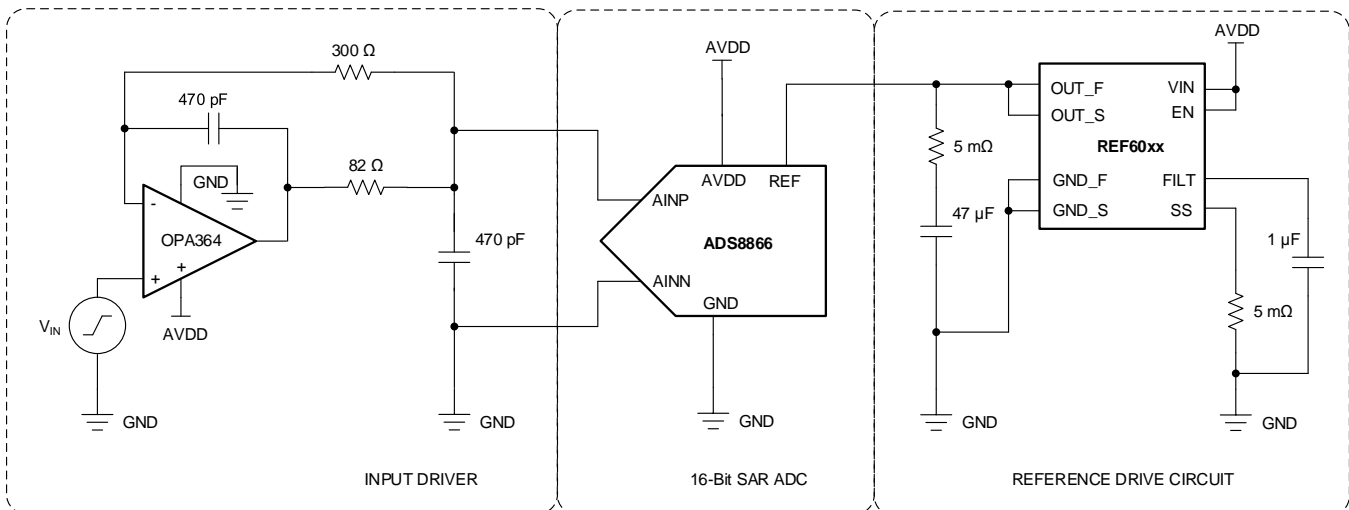 300 Ω
470 pF
GND
82 Ω
-
OPA364
+
+
V_IN
AVDD
GND
470 pF
GND
INPUT DRIVER
AVDD
AVDD
REF
AINP
ADS8866
AINN
GND
GND
16-Bit SAR ADC
5 mΩ
47 µF
GND
AVDD
OUT_F
VIN
OUT_S
EN
REF60xx
GND_F
FILT
GND_S
SS
1 µF
5 mΩ
GND
REFERENCE DRIVE CIRCUIT